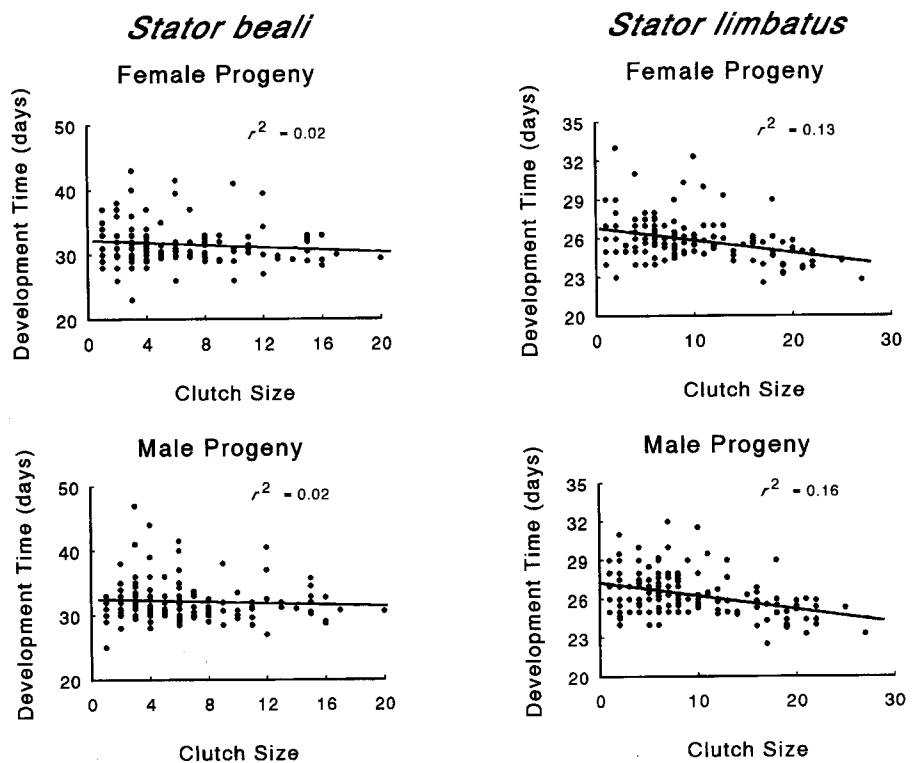 Stator beali
Female Progeny
r² = 0.02
Development Time (days)
50
40
30
20
0 4 8 12 16 20
Clutch Size
Stator limbatus
Female Progeny
r² = 0.13
Development Time (days)
35
32
29
26
23
20
0 10 20 30
Clutch Size
Male Progeny
r² = 0.02
Development Time (days)
50
40
30
20
0 4 8 12 16 20
Clutch Size
Male Progeny
r² = 0.16
Development Time (days)
35
32
29
26
23
20
0 10 20 30
Clutch Size